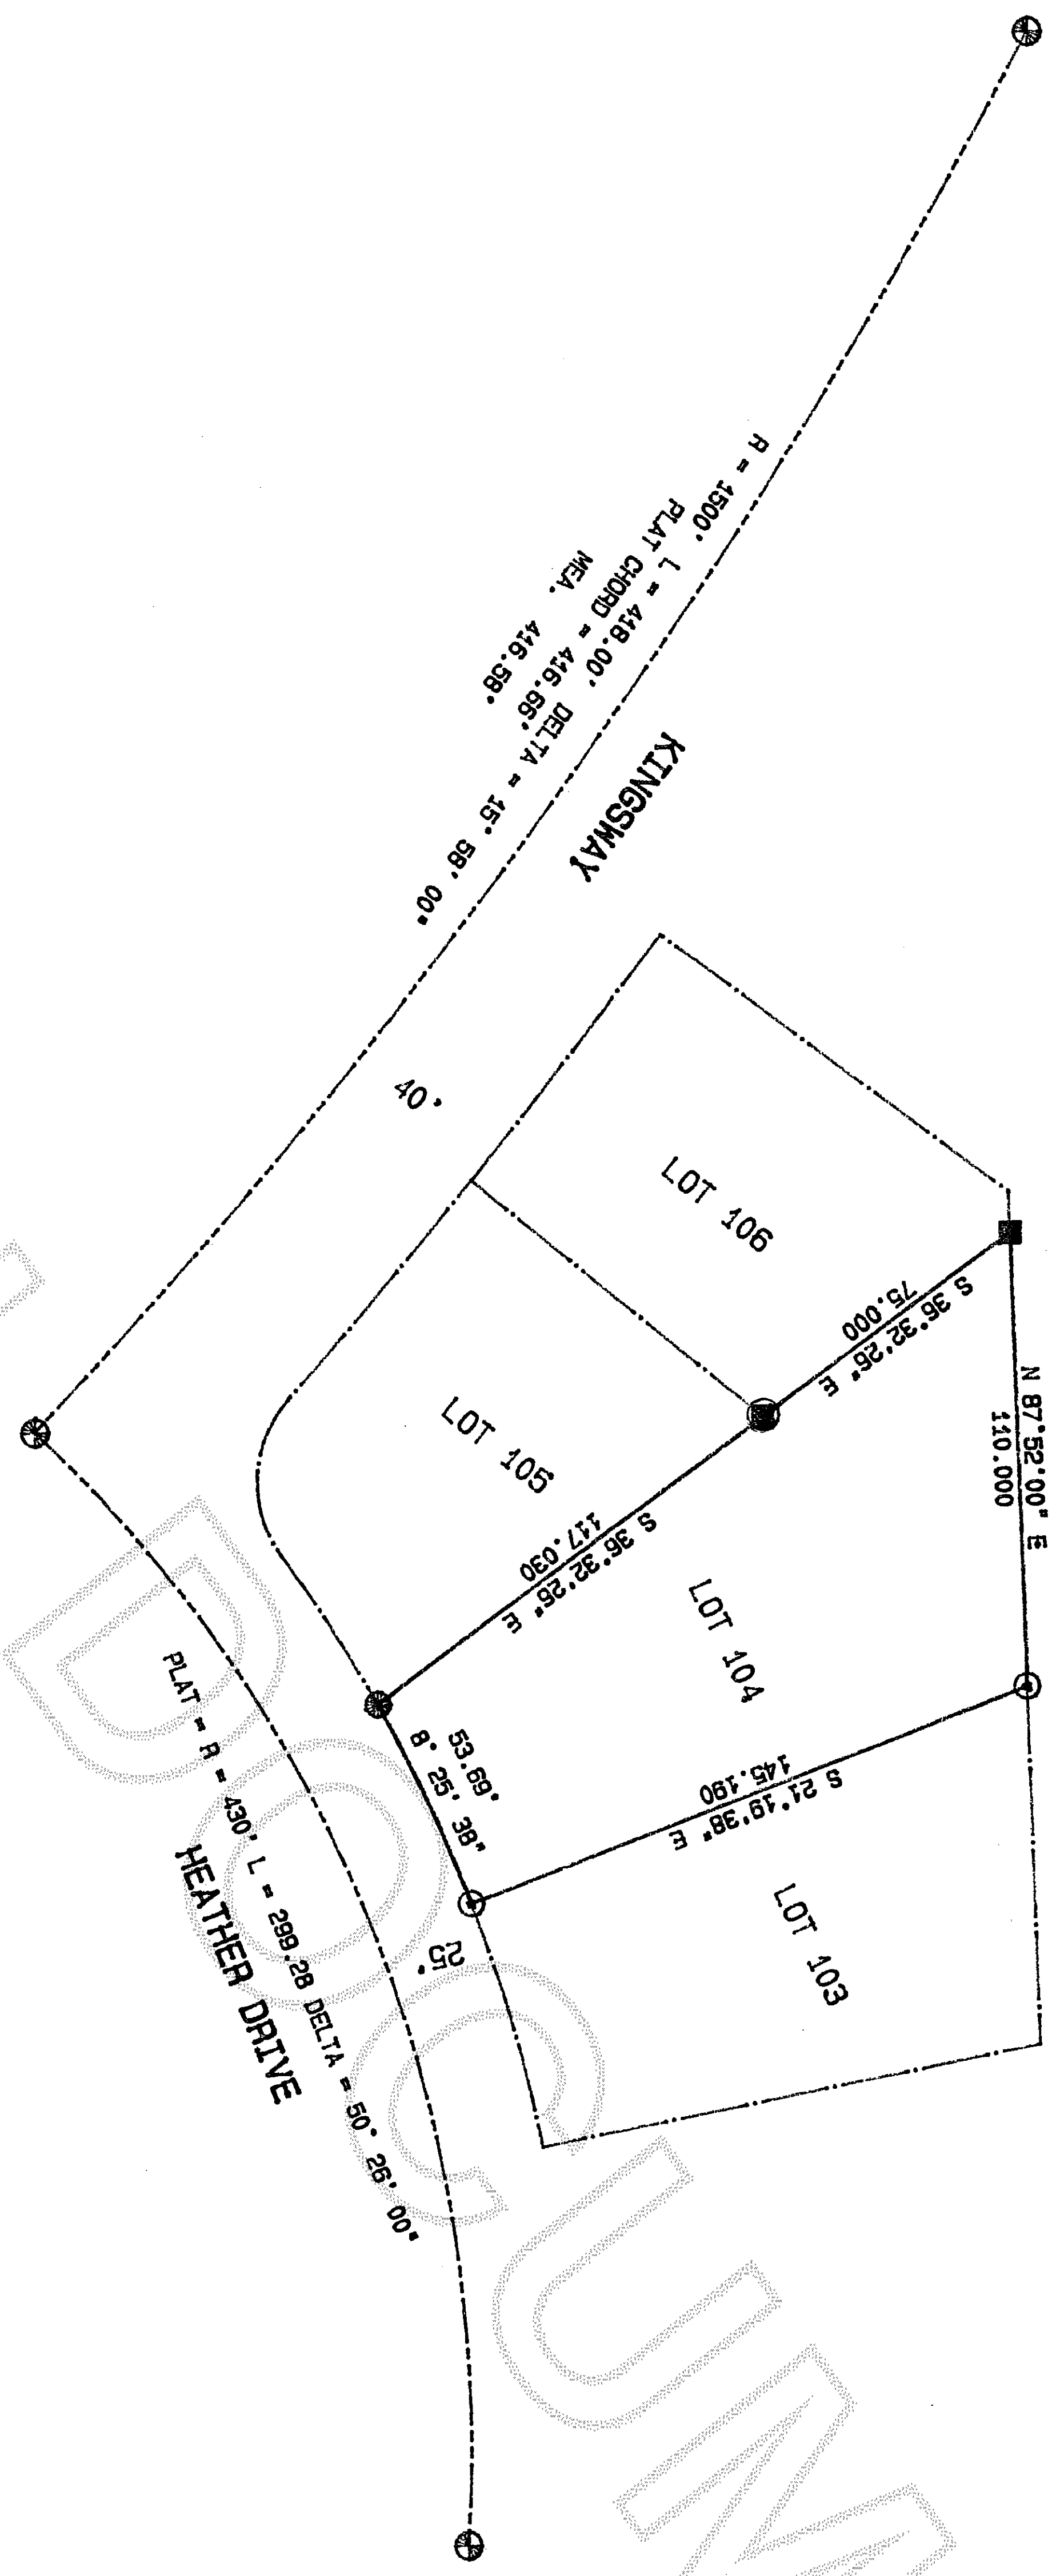 R = 1500' L = 418.00' DELTA = 15° 58' 00"
PLAT CHORD = 416.66'
MEA. 416.58'
KINGSWAY
40'
LOT 106
S 36°32'26" E
75.000
N 87°52'00" E
110.000
LOT 105
S 36°32'26" E
117.030
LOT 104
53.69'
8° 25' 38"
S 21°19'38" E
145.190
LOT 103
25'
PLAT = R = 430' L = 299.28 DELTA = 50° 26' 00"
HEATHER DRIVE
DOCUM